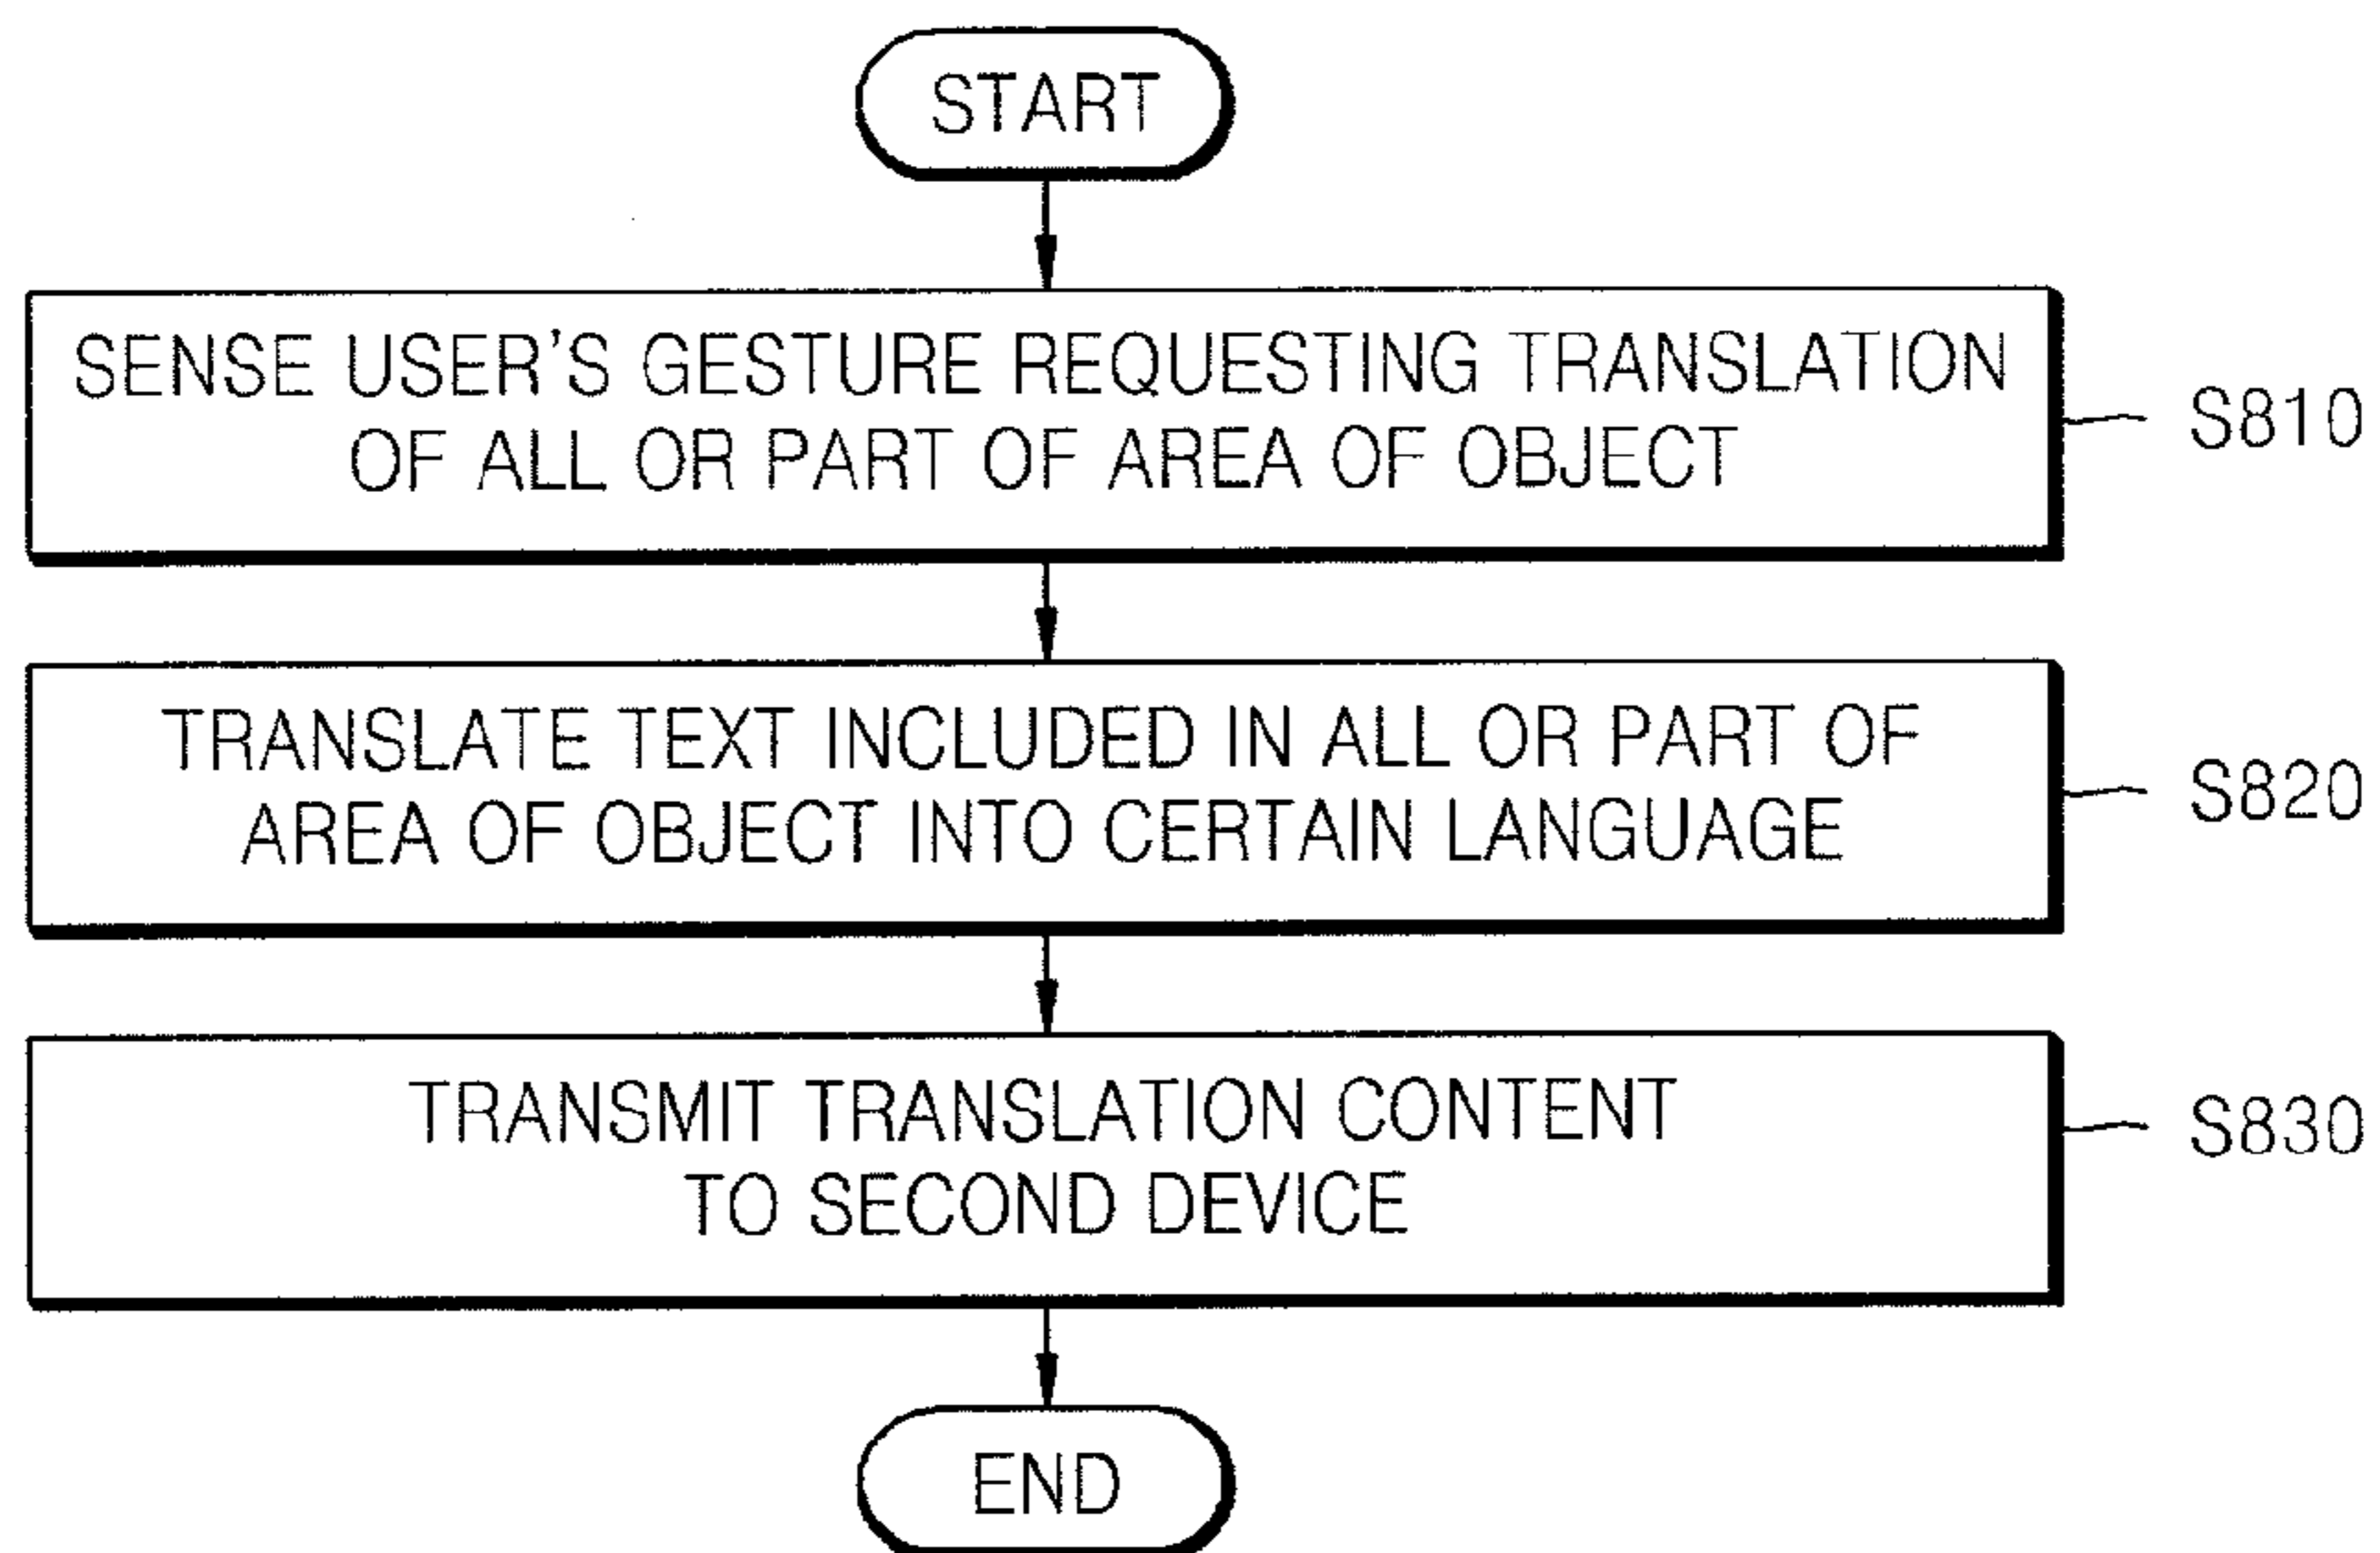 START
SENSE USER'S GESTURE REQUESTING TRANSLATION
OF ALL OR PART OF AREA OF OBJECT
S810
TRANSLATE TEXT INCLUDED IN ALL OR PART OF
AREA OF OBJECT INTO CERTAIN LANGUAGE
S820
TRANSMIT TRANSLATION CONTENT
TO SECOND DEVICE
S830
END